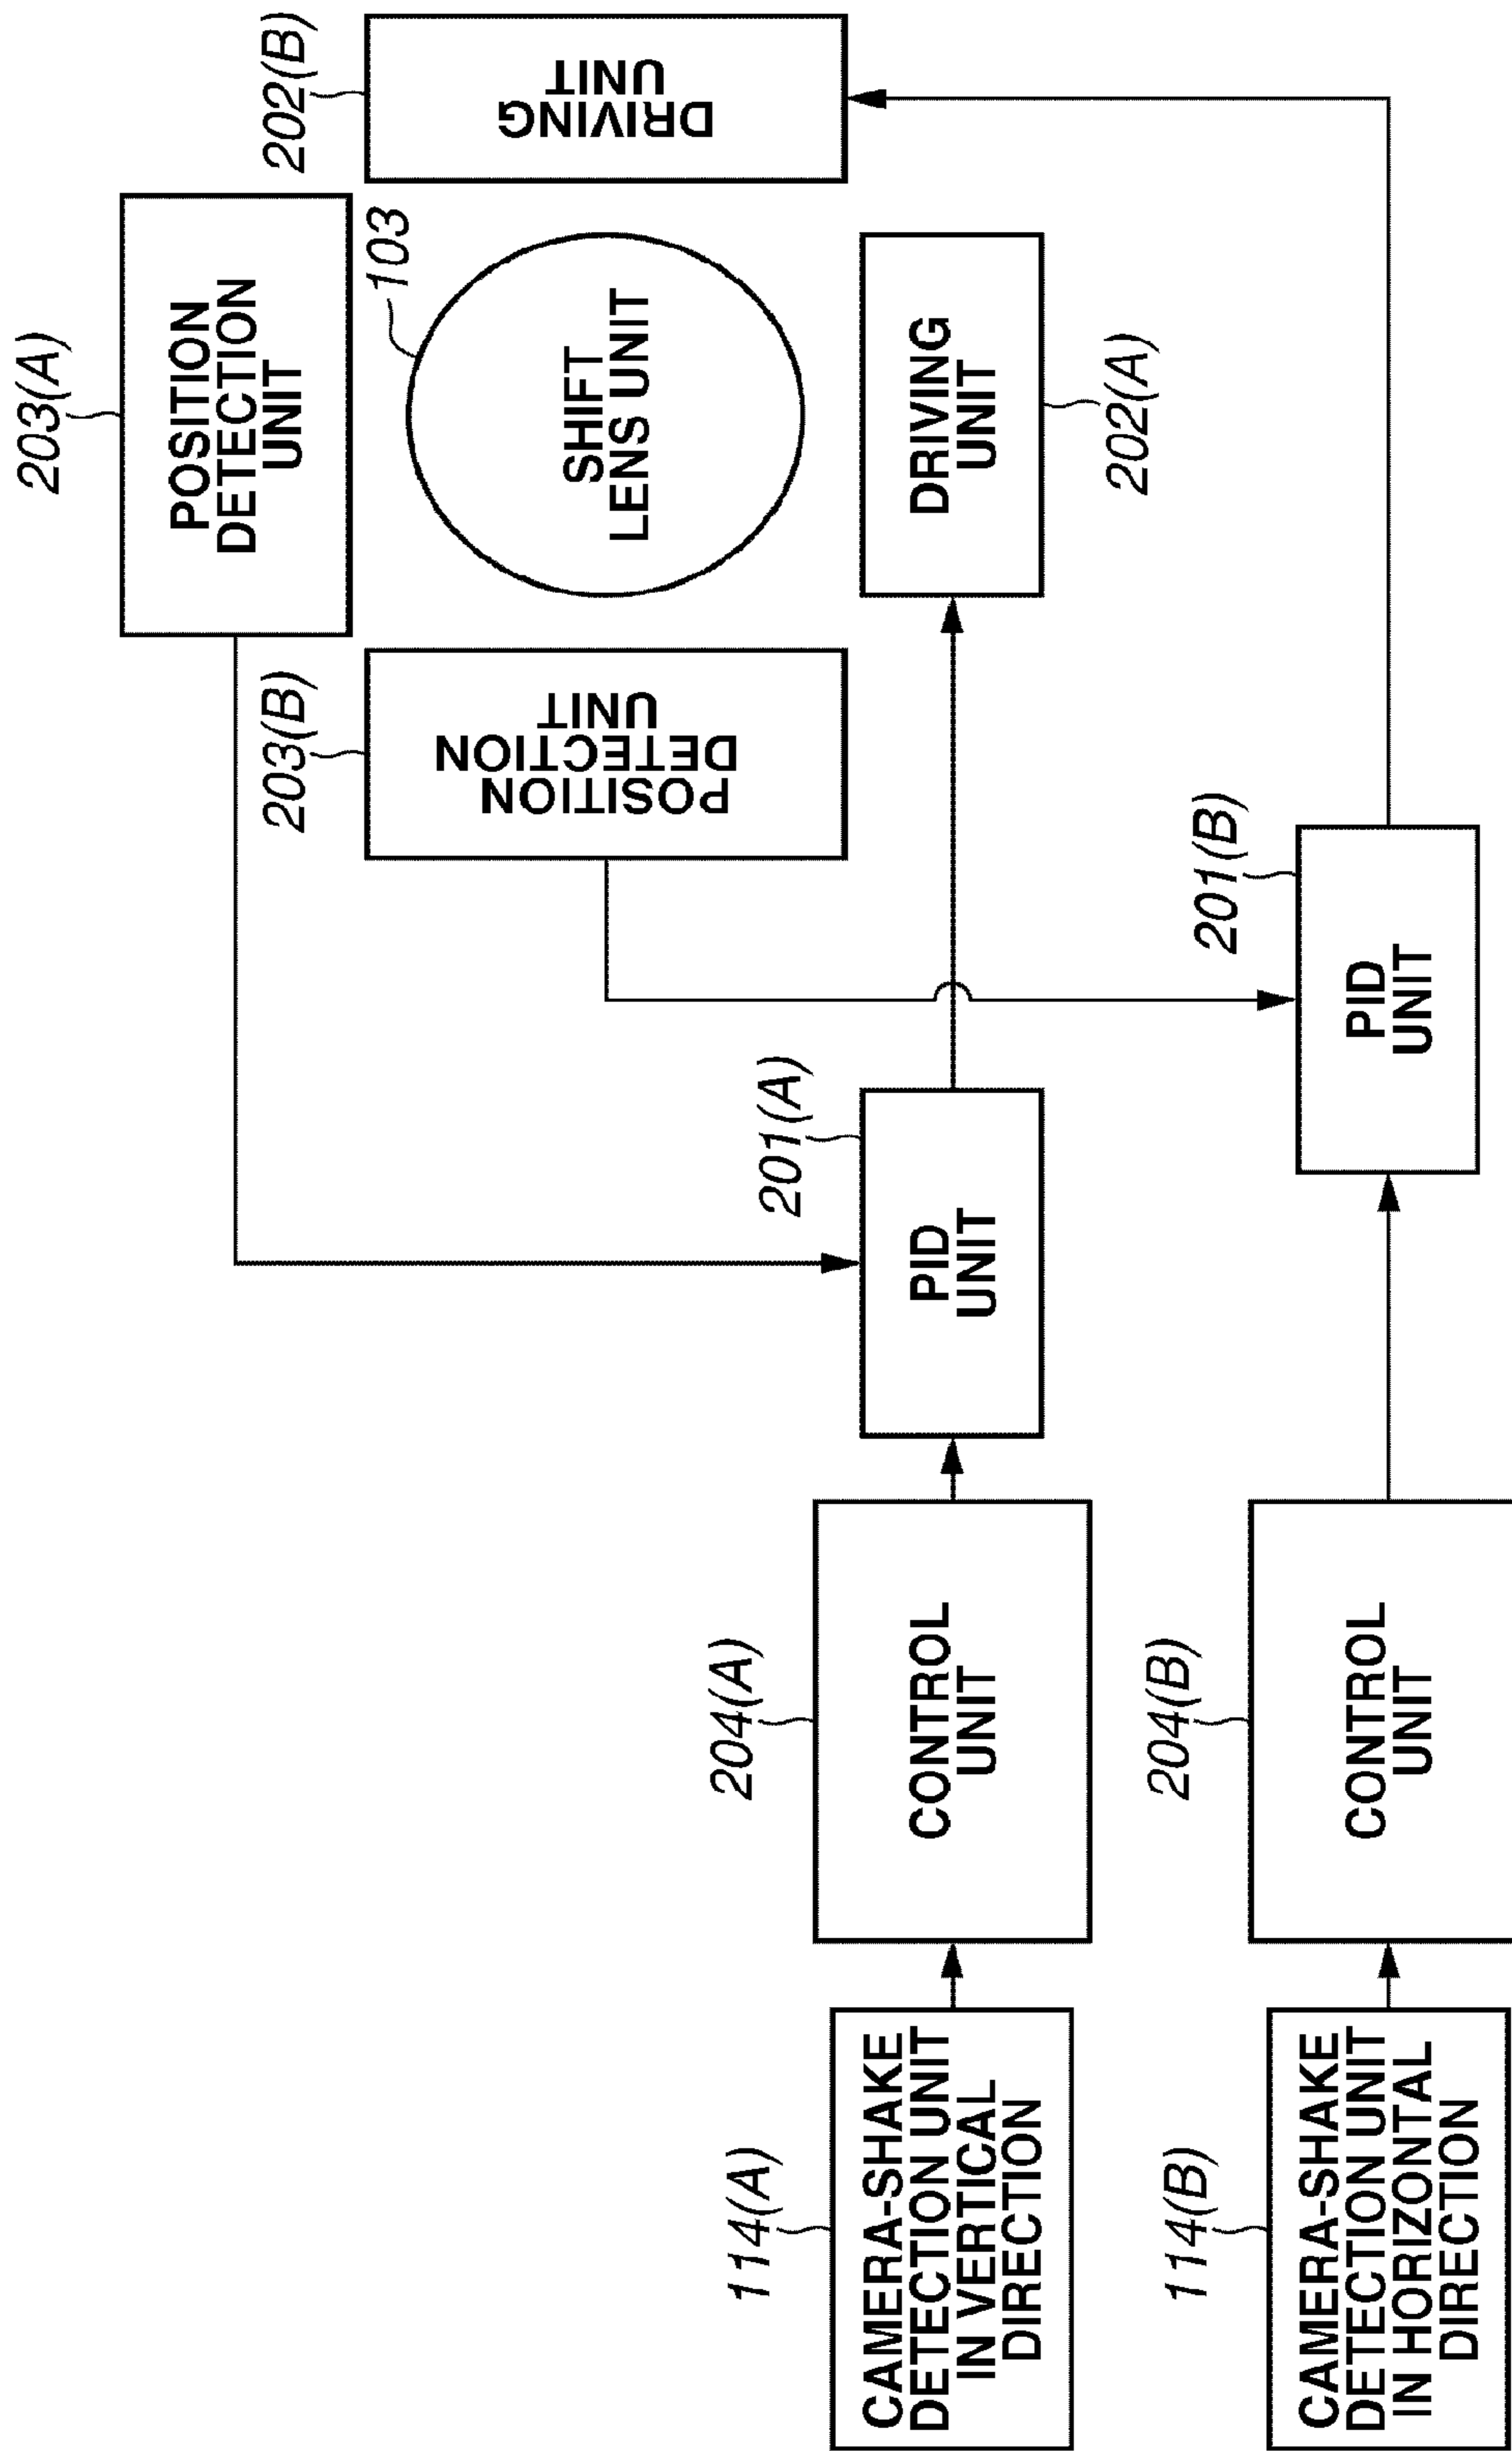 203(A)
POSITION
DETECTION
UNIT
203(B)
POSITION
DETECTION
UNIT
103
SHIFT
LENS UNIT
202(B)
DRIVING
UNIT
114(A)
CAMERA-SHAKE
DETECTION UNIT
IN VERTICAL
DIRECTION
204(A)
CONTROL
UNIT
201(A)
PID
UNIT
DRIVING
UNIT
202(A)
114(B)
CAMERA-SHAKE
DETECTION UNIT
IN HORIZONTAL
DIRECTION
204(B)
CONTROL
UNIT
201(B)
PID
UNIT